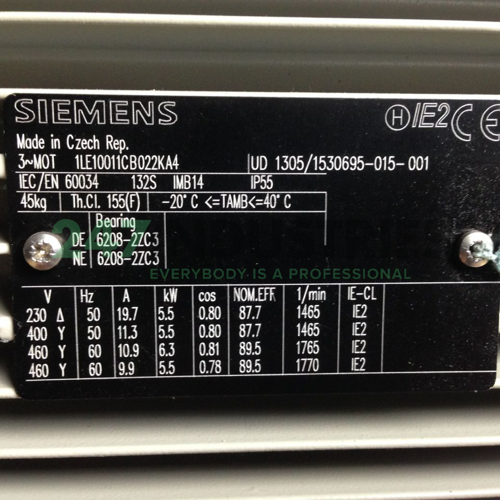 SIEMENS
H IE2 CE
Made in Czech Rep.
3~MOT 1LE10011CB022KA4 UD 1305/1530695-015-001
IEC/EN 60034 132S IMB14 IP55
45kg Th.Cl. 155(F) -20° C <=TAMB<=40° C
Bearing
DE 6208-2ZC3
NE 6208-2ZC3
EVERYBODY IS A PROFESSIONAL
V Hz A kW cos NOM.EFF 1/min IE-CL
230 Δ 50 19.7 5.5 0.80 87.7 1465 IE2
400 Y 50 11.3 5.5 0.80 87.7 1465 IE2
460 Y 60 10.9 6.3 0.81 89.5 1765 IE2
460 Y 60 9.9 5.5 0.78 89.5 1770 IE2